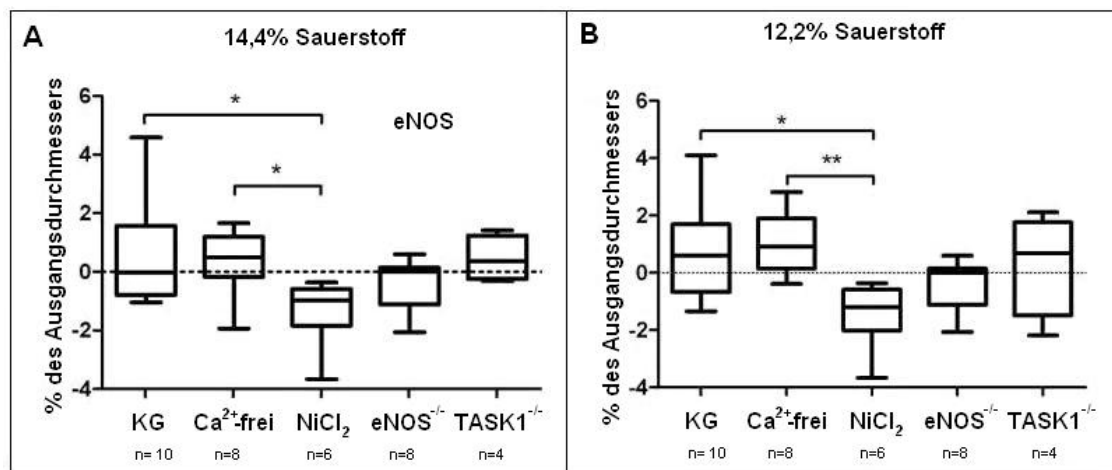 A
14,4% Sauerstoff
% des Ausgangsdurchmessers
6
4
2
0
-2
-4
*
*
eNOS
KG Ca²⁺-frei NiCl₂ eNOS⁻/⁻ TASK1⁻/⁻
n= 10 n=8 n=6 n=8 n=4
B
12,2% Sauerstoff
% des Ausgangsdurchmessers
6
4
2
0
-2
-4
*
**
KG Ca²⁺-frei NiCl₂ eNOS⁻/⁻ TASK1⁻/⁻
n= 10 n=8 n=6 n=8 n=4